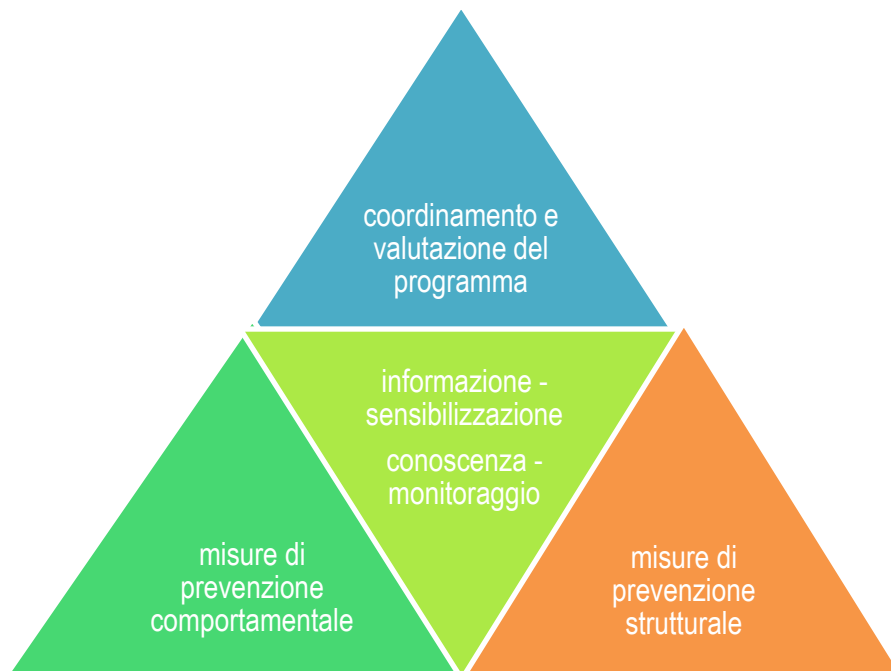 coordinamento e
valutazione del
programma
informazione -
sensibilizzazione
conoscenza -
monitoraggio
misure di
prevenzione
comportamentale
misure di
prevenzione
strutturale